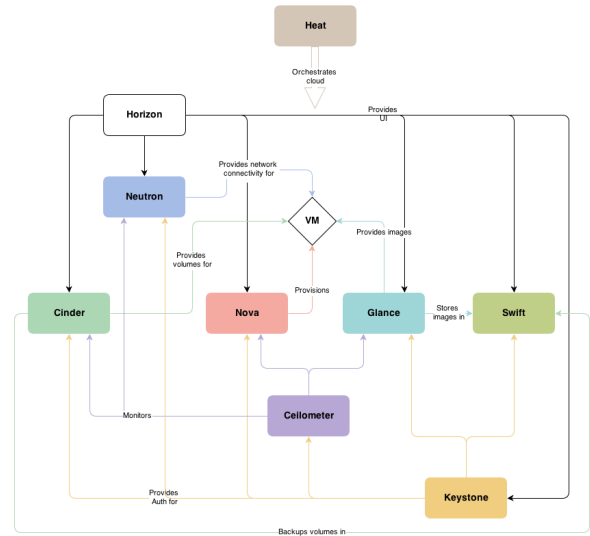 Heat
Orchestrates
cloud
Horizon
Provides
UI
Provides network
connectivity for
Neutron
VM
Provides images
Provides
volumes for
Provisions
Cinder
Nova
Glance
Stores
images in
Swift
Monitors
Ceilometer
Provides
Auth for
Keystone
Backups volumes in